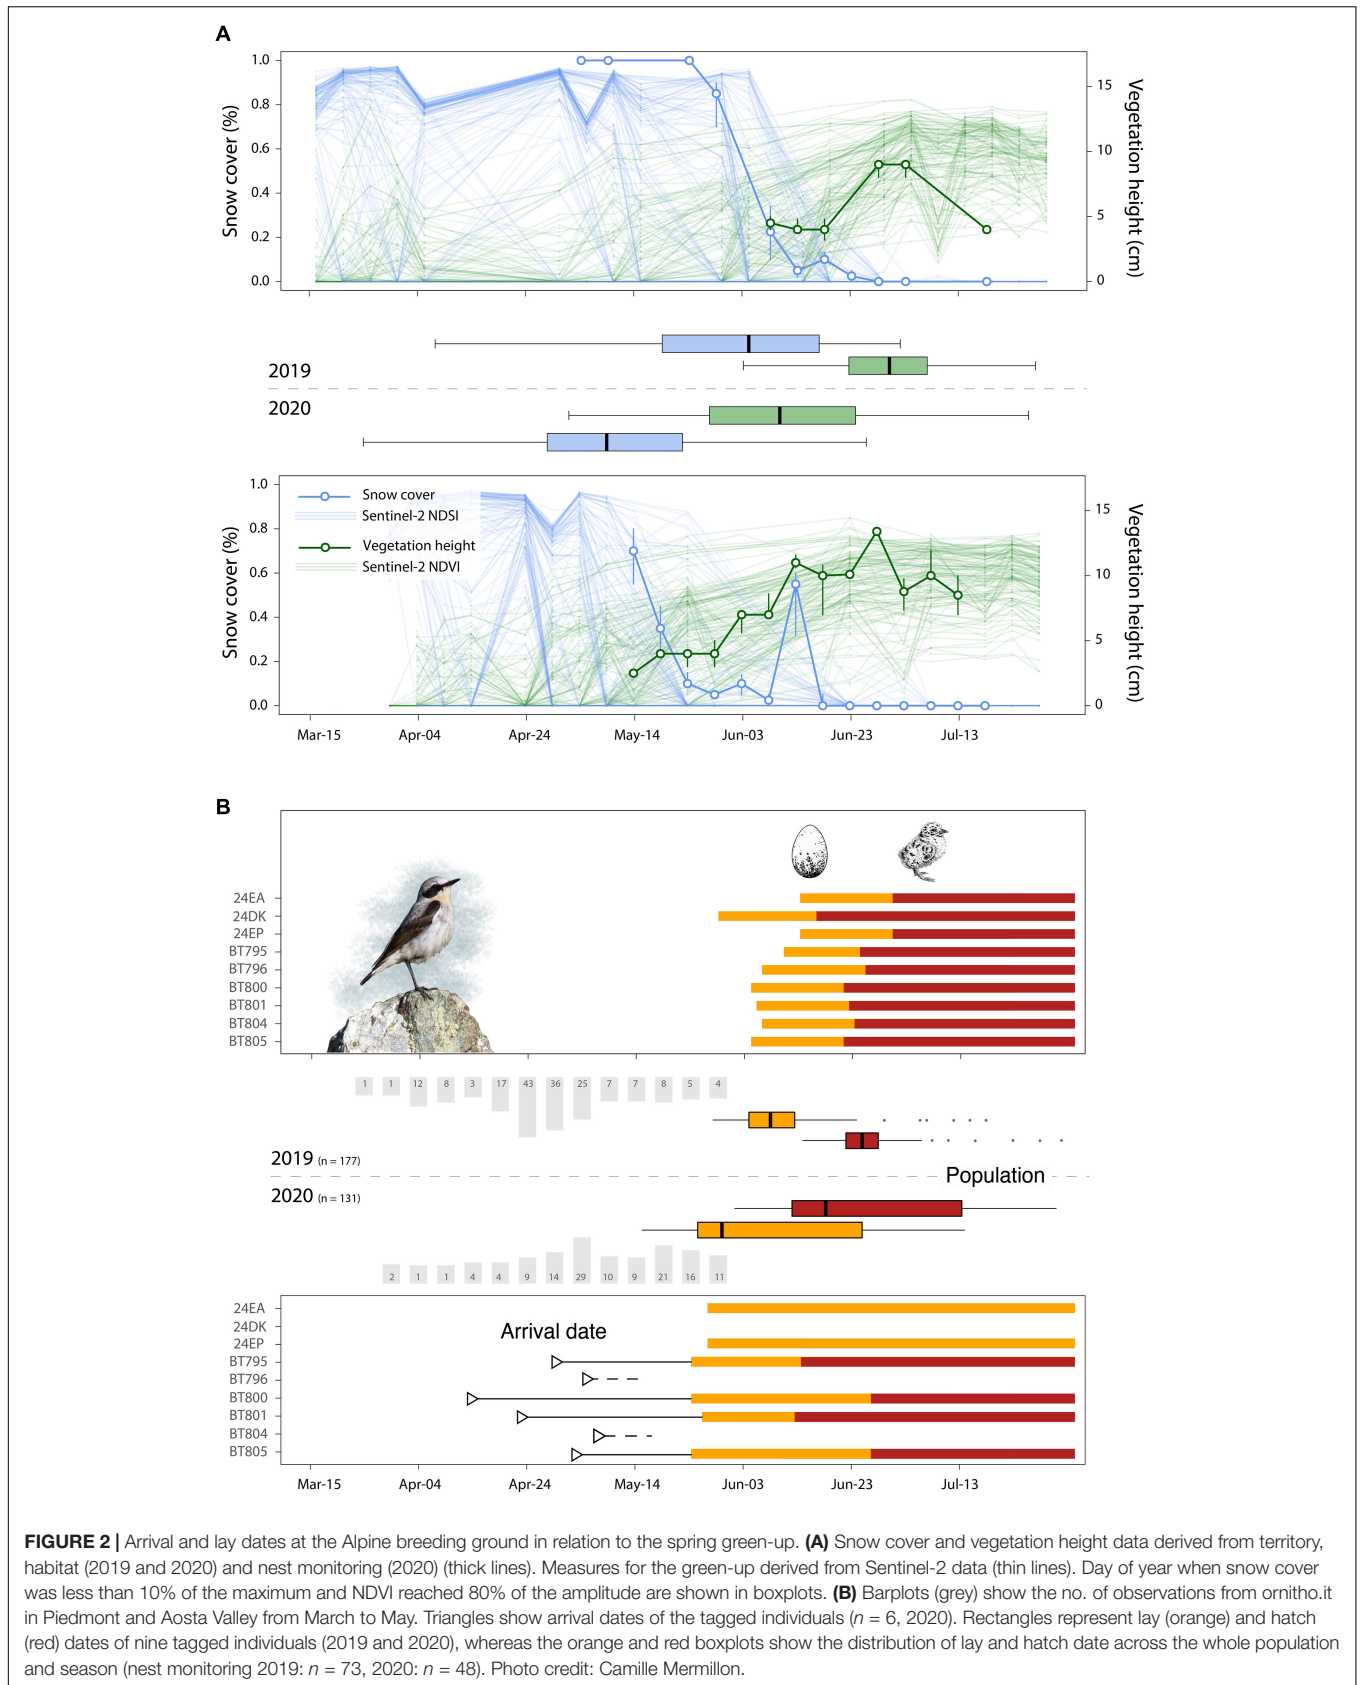 A
1.0
0.8
0.6
0.4
0.2
0.0
Snow cover (%)
15
10
5
0
Vegetation height (cm)
2019
2020
1.0
0.8
0.6
0.4
0.2
0.0
Snow cover (%)
Snow cover
Sentinel-2 NDSI
Vegetation height
Sentinel-2 NDVI
15
10
5
0
Vegetation height (cm)
Mar-15 Apr-04 Apr-24 May-14 Jun-03 Jun-23 Jul-13
B
24EA
24DK
24EP
BT795
BT796
BT800
BT801
BT804
BT805
1 1 12 8 3 17 43 36 25 7 7 8 5 4
2019 (n = 177)
Population
2020 (n = 131)
2 1 1 4 4 9 14 29 10 9 21 16 11
24EA
24DK
24EP
BT795
BT796
BT800
BT801
BT804
BT805
Arrival date
Mar-15 Apr-04 Apr-24 May-14 Jun-03 Jun-23 Jul-13
FIGURE 2 | Arrival and lay dates at the Alpine breeding ground in relation to the spring green-up. (A) Snow cover and vegetation height data derived from territory,
habitat (2019 and 2020) and nest monitoring (2020) (thick lines). Measures for the green-up derived from Sentinel-2 data (thin lines). Day of year when snow cover
was less than 10% of the maximum and NDVI reached 80% of the amplitude are shown in boxplots. (B) Barplots (grey) show the no. of observations from ornitho.it
in Piedmont and Aosta Valley from March to May. Triangles show arrival dates of the tagged individuals (n = 6, 2020). Rectangles represent lay (orange) and hatch
(red) dates of nine tagged individuals (2019 and 2020), whereas the orange and red boxplots show the distribution of lay and hatch date across the whole population
and season (nest monitoring 2019: n = 73, 2020: n = 48). Photo credit: Camille Mermillon.